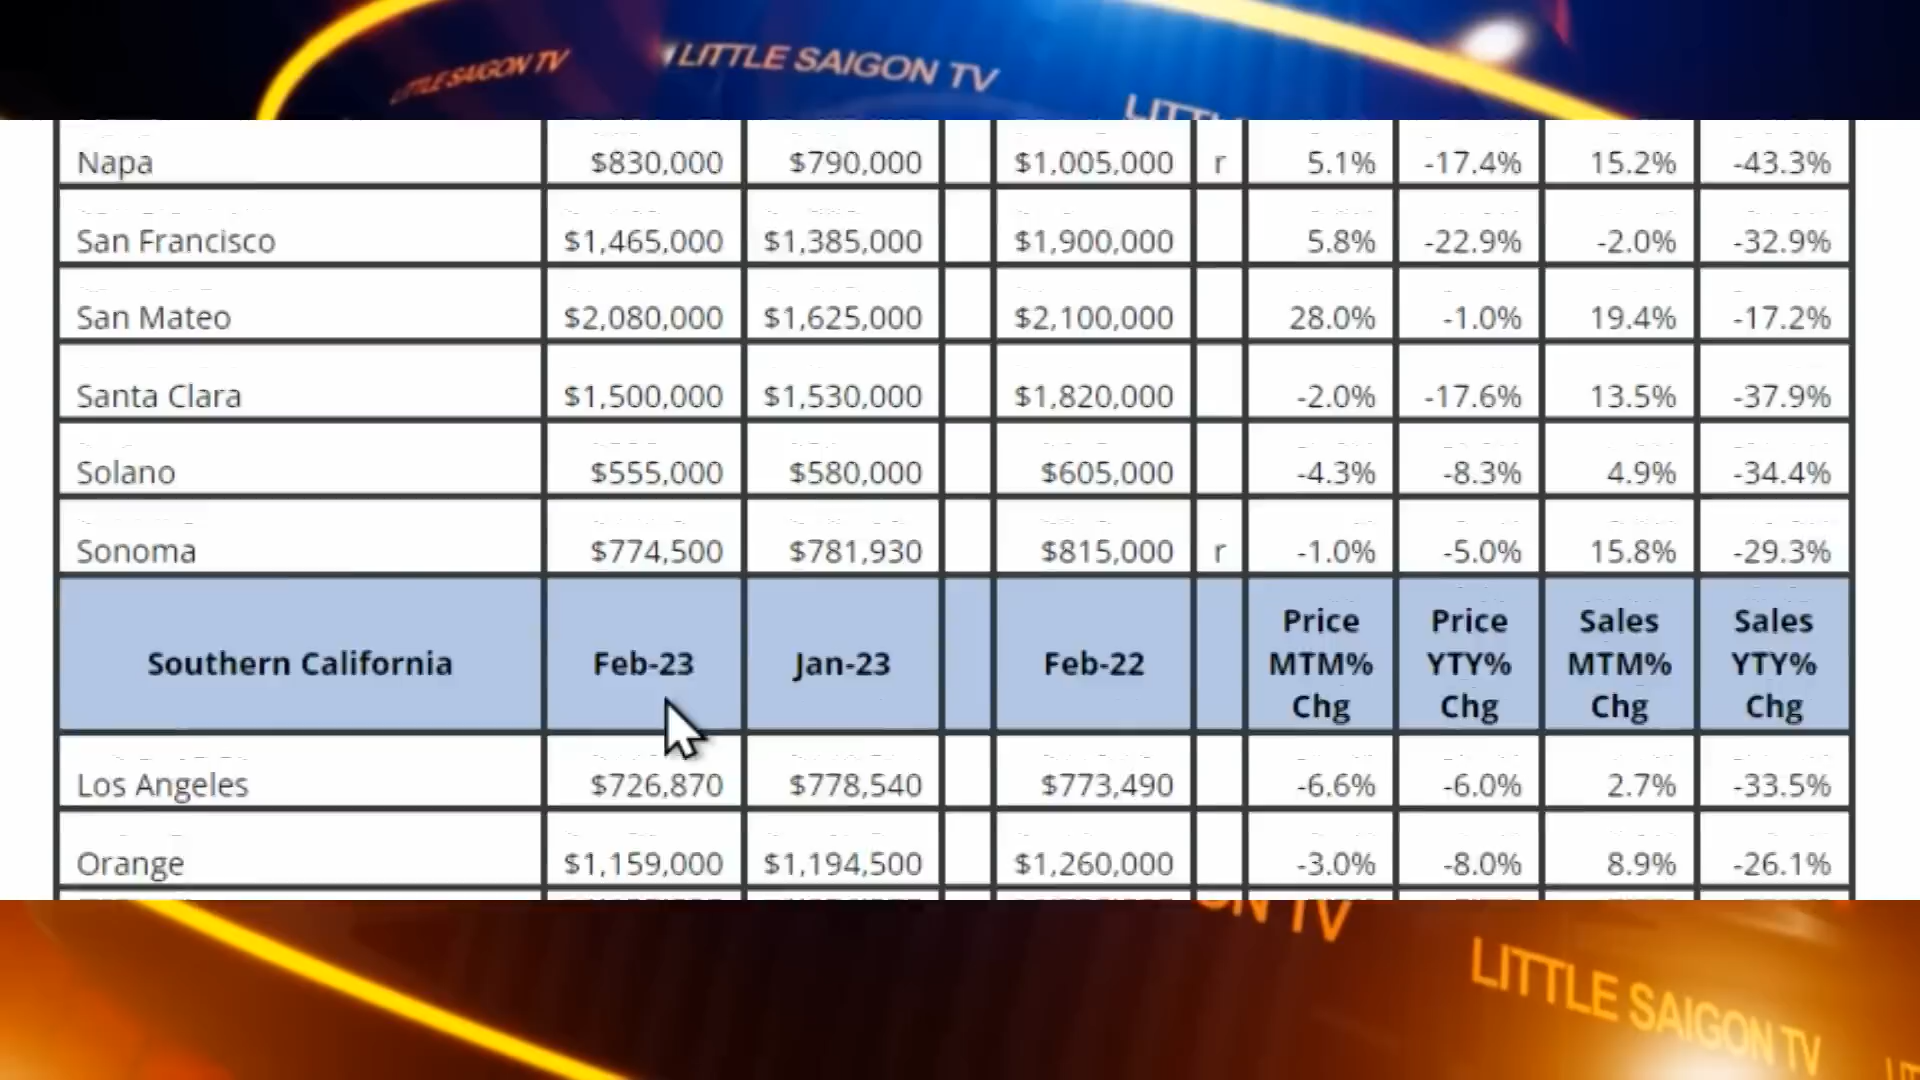 LITTLE SAIGON TV
LITTLE SAIGON TV
Napa $830,000 $790,000 $1,005,000 r 5.1% -17.4% 15.2% -43.3%
San Francisco $1,465,000 $1,385,000 $1,900,000 5.8% -22.9% -2.0% -32.9%
San Mateo $2,080,000 $1,625,000 $2,100,000 28.0% -1.0% 19.4% -17.2%
Santa Clara $1,500,000 $1,530,000 $1,820,000 -2.0% -17.6% 13.5% -37.9%
Solano $555,000 $580,000 $605,000 -4.3% -8.3% 4.9% -34.4%
Sonoma $774,500 $781,930 $815,000 r -1.0% -5.0% 15.8% -29.3%
Southern California Feb-23 Jan-23 Feb-22 Price MTM% Chg Price YTY% Chg Sales MTM% Chg Sales YTY% Chg
Los Angeles $726,870 $778,540 $773,490 -6.6% -6.0% 2.7% -33.5%
Orange $1,159,000 $1,194,500 $1,260,000 -3.0% -8.0% 8.9% -26.1%
TV
LITTLE SAIGON TV